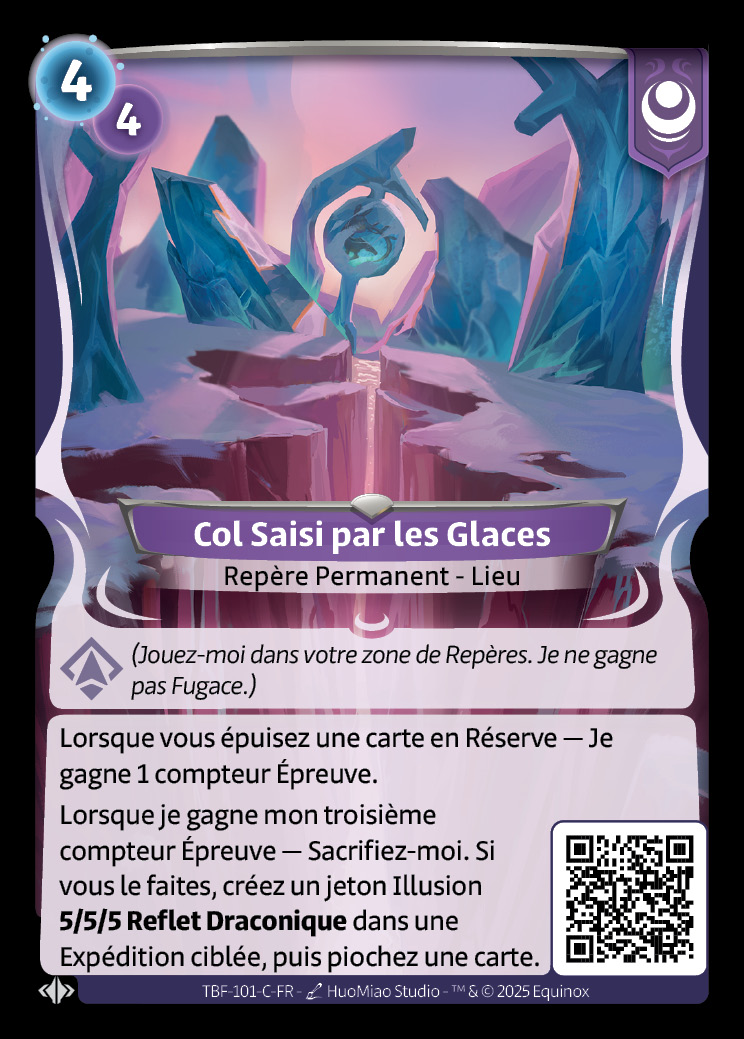 4
4
Col Saisi par les Glaces
Repère Permanent - Lieu
(Jouez-moi dans votre zone de Repères. Je ne gagne
pas Fugace.)
Lorsque vous épuisez une carte en Réserve — Je
gagne 1 compteur Épreuve.
Lorsque je gagne mon troisième
compteur Épreuve — Sacrifiez-moi. Si
vous le faites, créez un jeton Illusion
5/5/5 Reflet Draconique dans une
Expédition ciblée, puis piochez une carte.
TBF-101-C-FR - HuoMiao Studio - ™ & © 2025 Equinox